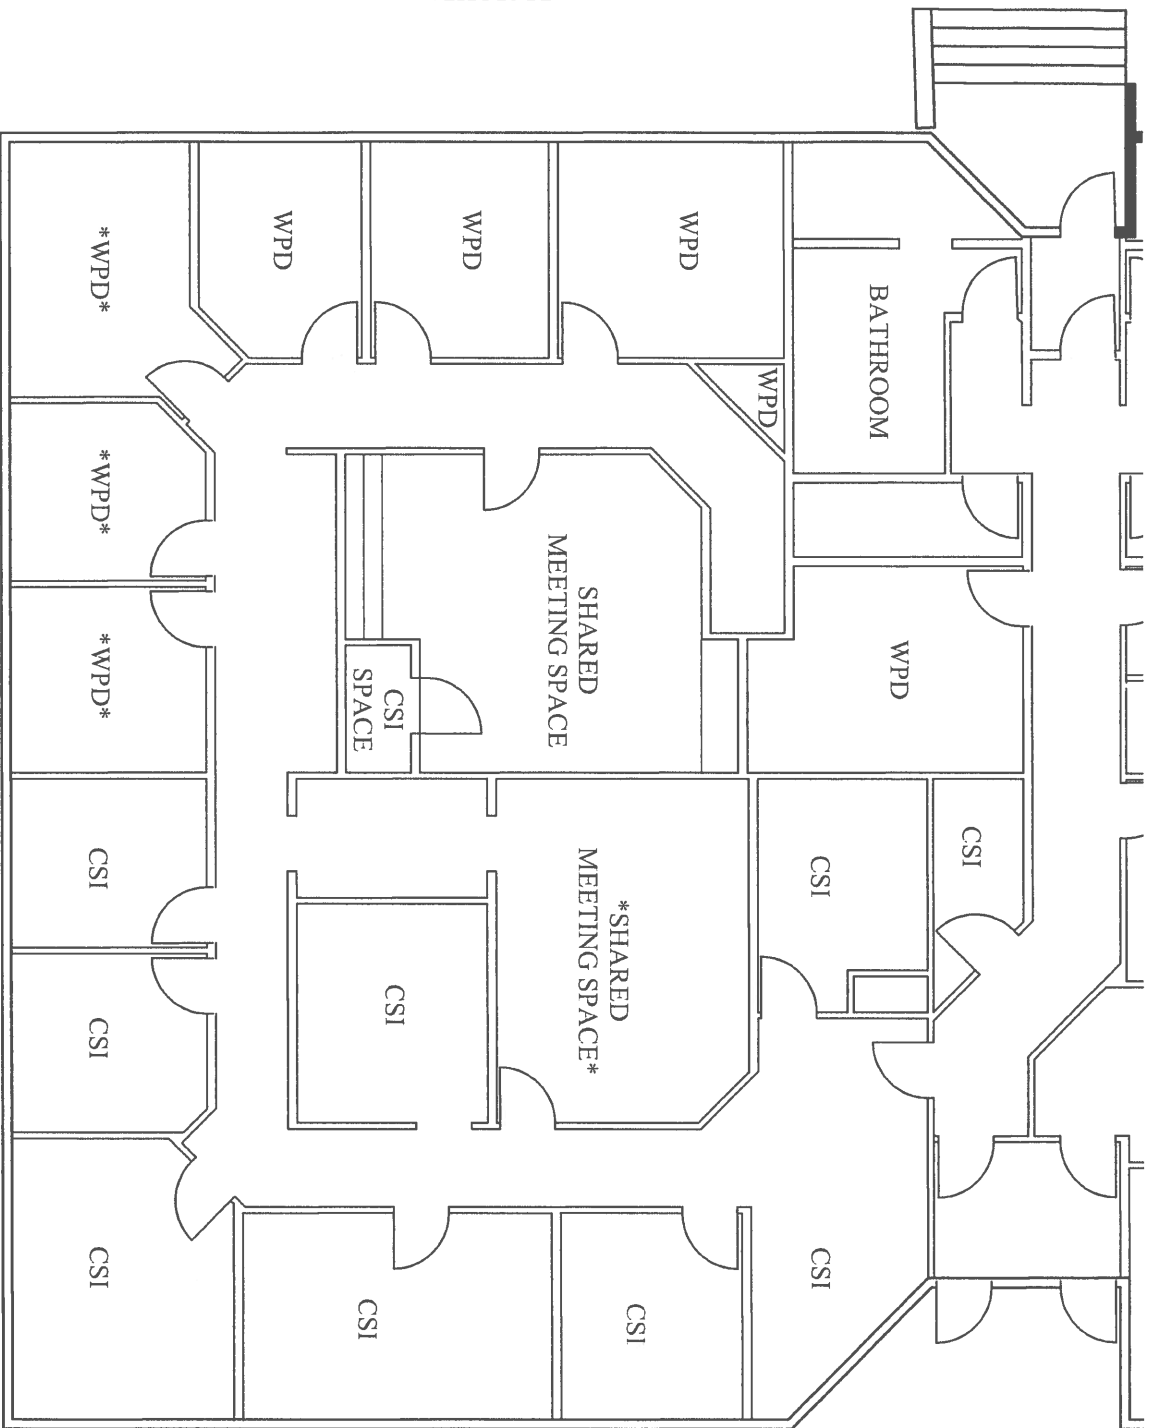 CSI
BATHROOM
WPD
CSI
CSI
WPD
WPD
SHARED
MEETING SPACE
*SHARED
MEETING SPACE*
CSI
WPD
CSI
SPACE
CSI
CSI
WPD
*WPD*
*WPD*
*WPD*
CSI
CSI
CSI